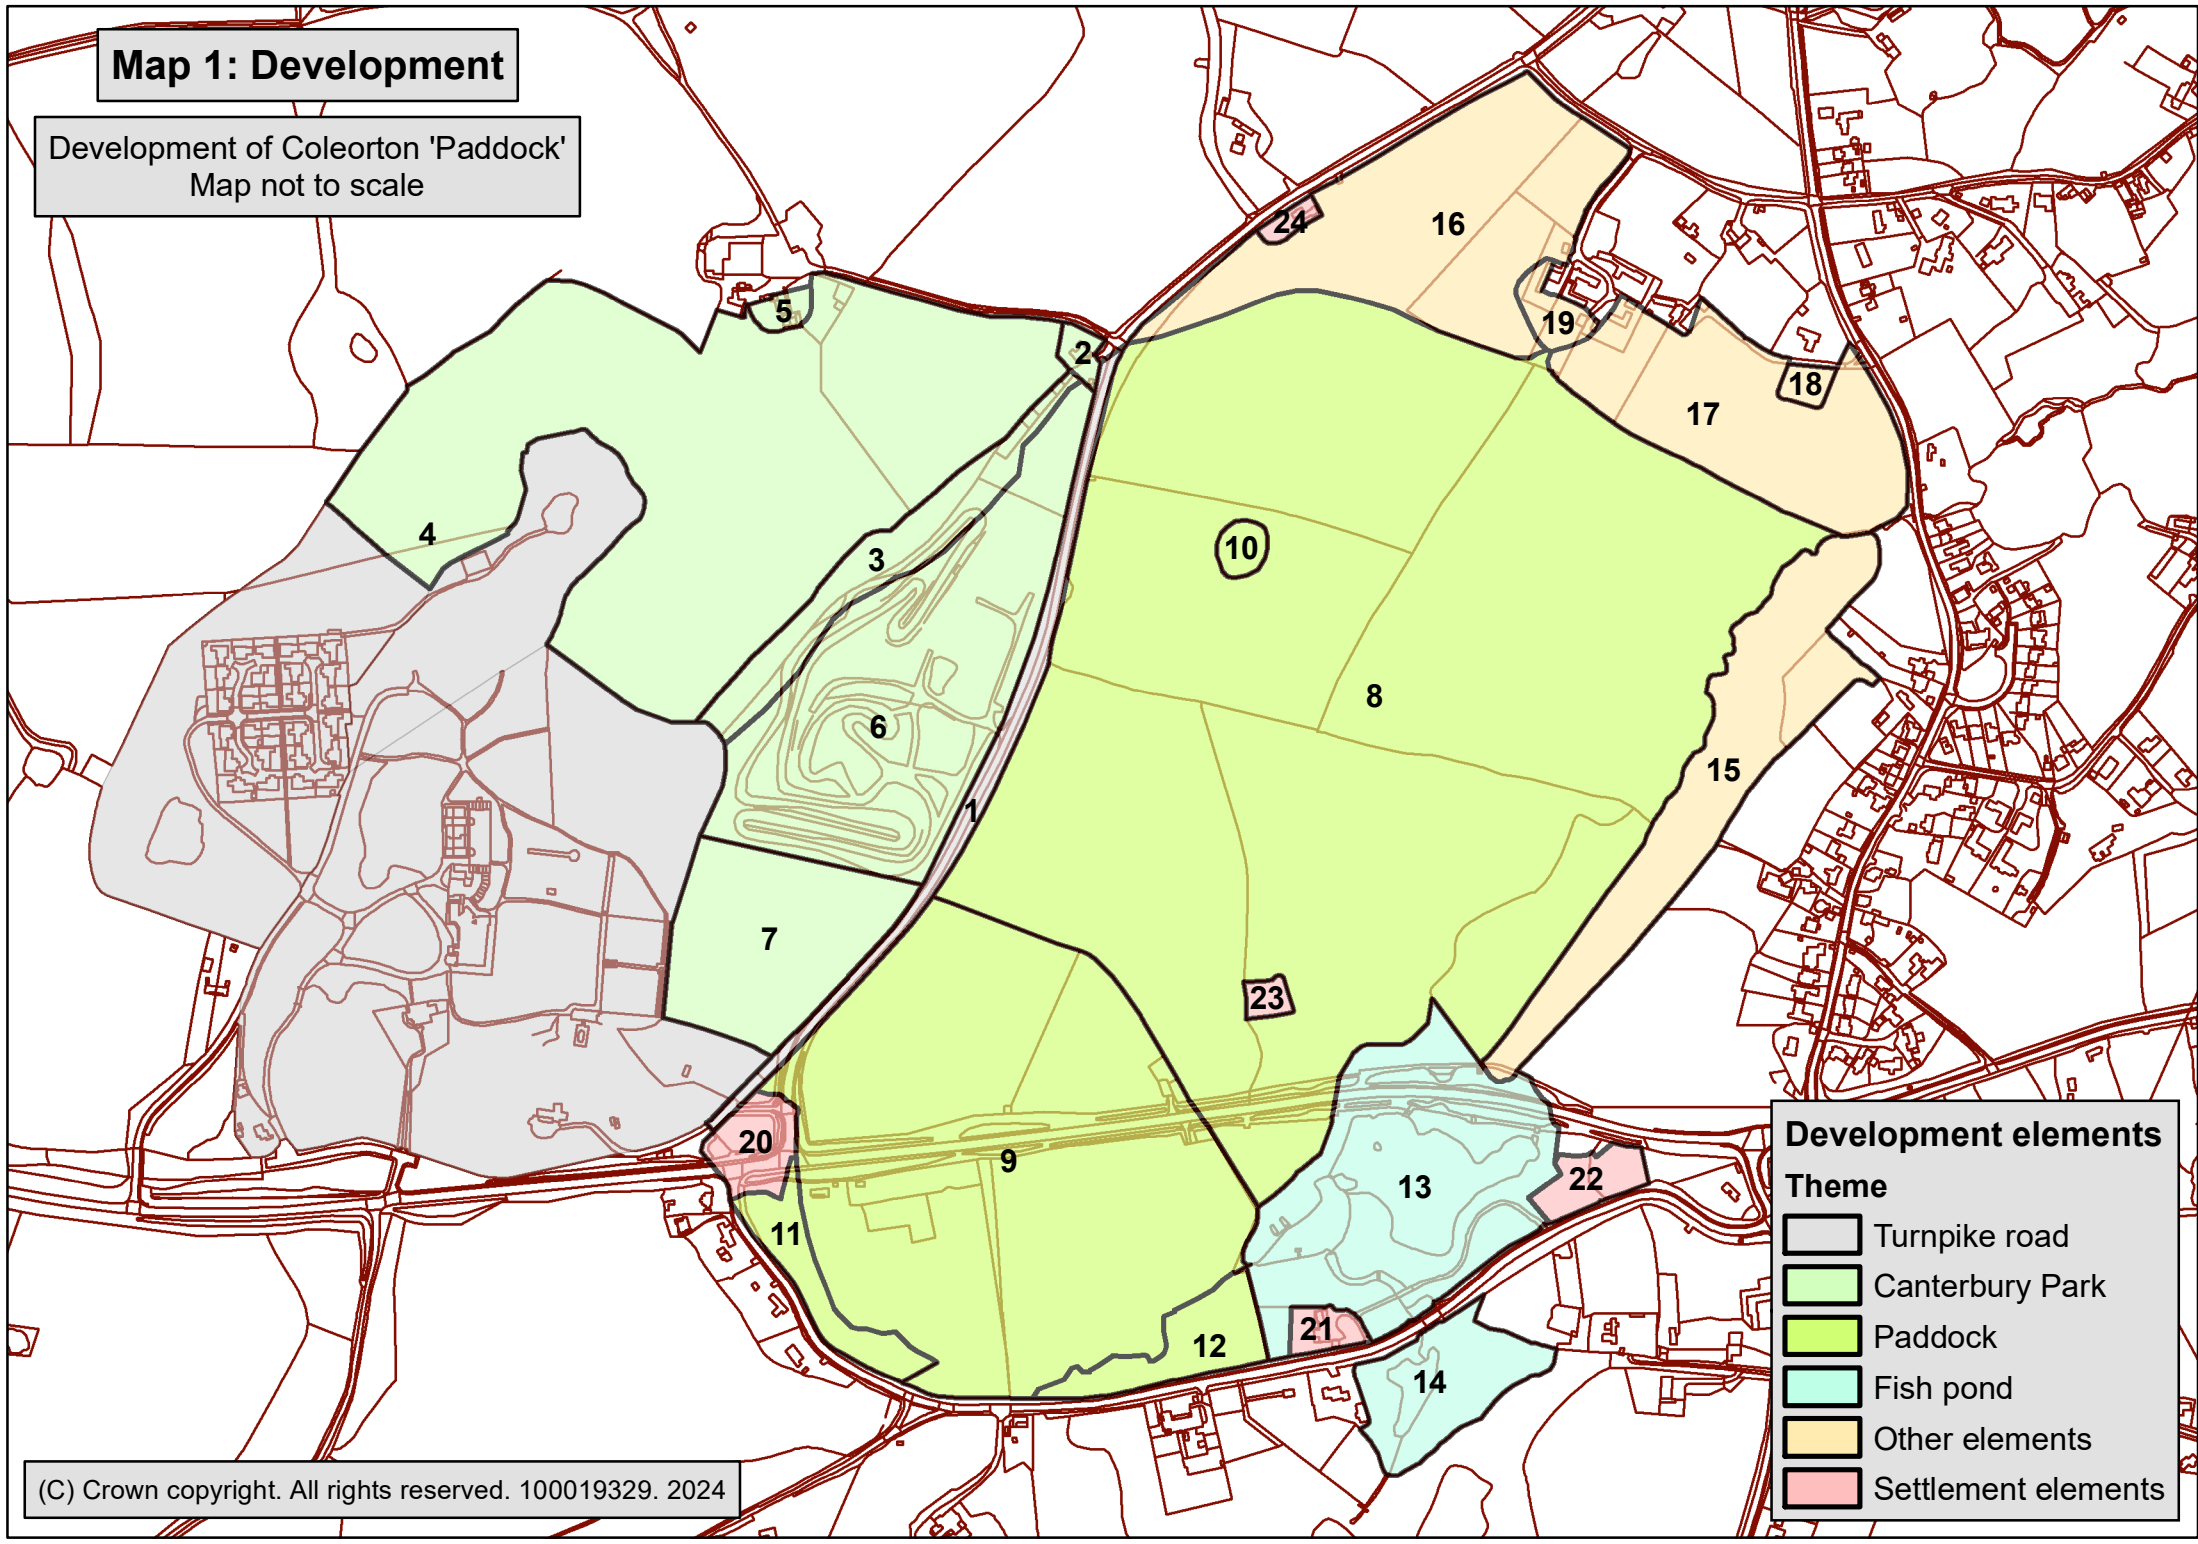 Map 1: Development
Development of Coleorton 'Paddock'
Map not to scale
24
16
5
2
19
18
17
4
3
10
8
6
15
1
7
23
20
9
13
22
11
21
12
14
Development elements
Theme
Turnpike road
Canterbury Park
Paddock
Fish pond
Other elements
Settlement elements
(C) Crown copyright. All rights reserved. 100019329. 2024